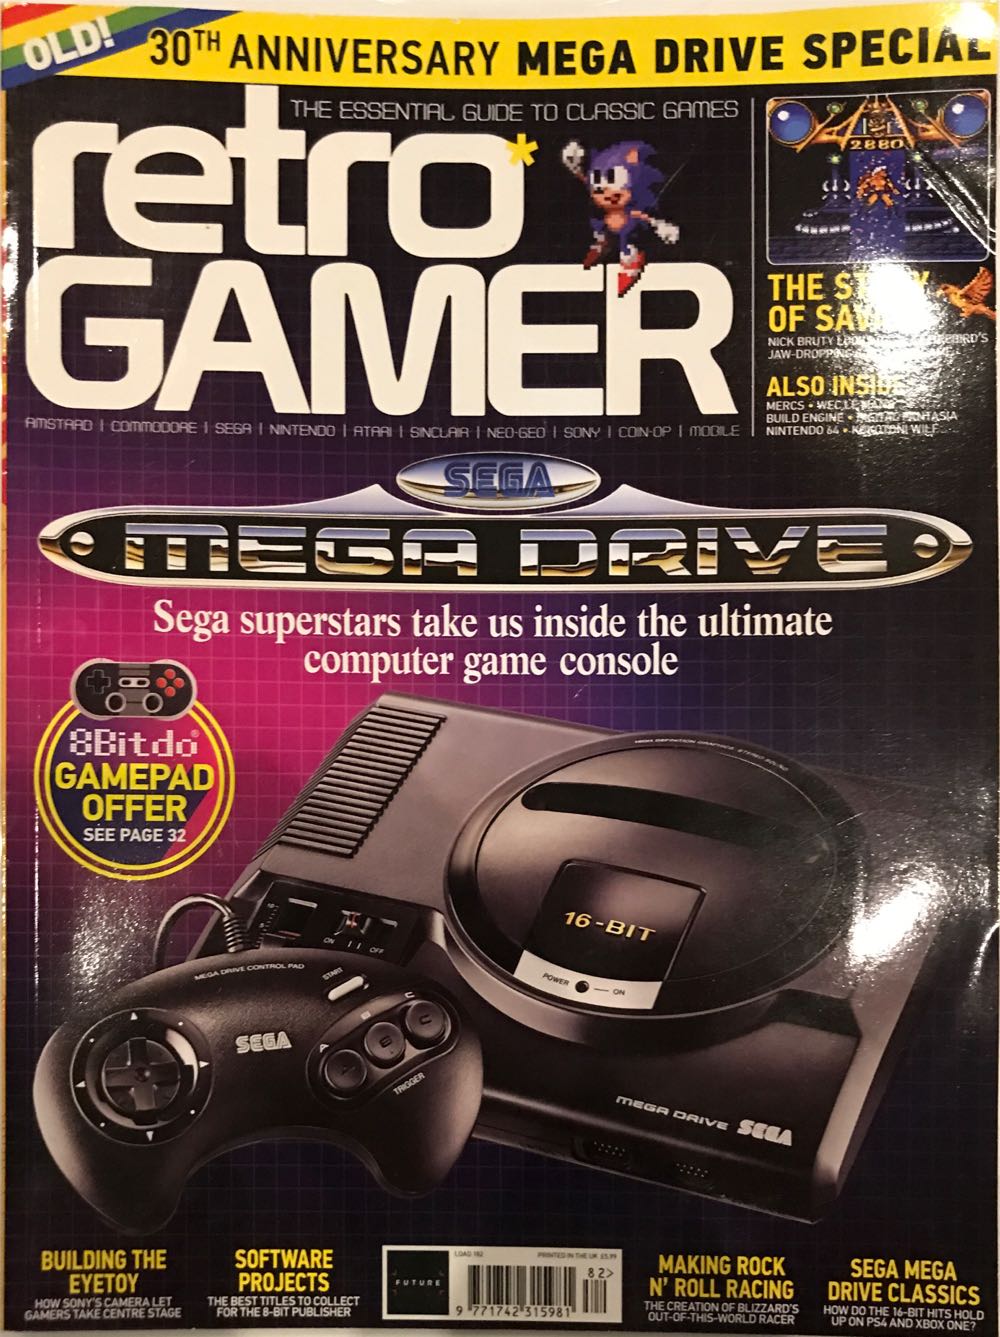 OLD!
30TH ANNIVERSARY MEGA DRIVE SPECIAL
THE ESSENTIAL GUIDE TO CLASSIC GAMES
retro*
GAMER
AMSTRAD | COMMODORE | SEGA | NINTENDO | ATARI | SINCLAIR | NEO-GEO | SONY | COIN-OP | MOBILE
2880
THE
OF
NICK BRUTY
JAW-DROPPING
ALSO INSIDE
MERCS •
BUILD ENGINE •
NINTENDO 64 •
SEGA
MEGA DRIVE
Sega superstars take us inside the ultimate
computer game console
8Bitdo®
GAMEPAD
OFFER
SEE PAGE 32
HIGH DEFINITION GRAPHICS STEREO SOUND
16-BIT
POWER ON
ON OFF
MEGA DRIVE CONTROL PAD
START
SEGA
A B C
A B C
TRIGGER
MEGA DRIVE SEGA
BUILDING THE
EYETOY
HOW SONY'S CAMERA LET
GAMERS TAKE CENTRE STAGE
SOFTWARE
PROJECTS
THE BEST TITLES TO COLLECT
FOR THE 8-BIT PUBLISHER
FUTURE
LOAD 182 PRINTED IN THE UK £5.99
82>
9 771742 315981
MAKING ROCK
N' ROLL RACING
THE CREATION OF BLIZZARD'S
OUT-OF-THIS-WORLD RACER
SEGA MEGA
DRIVE CLASSICS
HOW DO THE 16-BIT HITS HOLD
UP ON PS4 AND XBOX ONE?